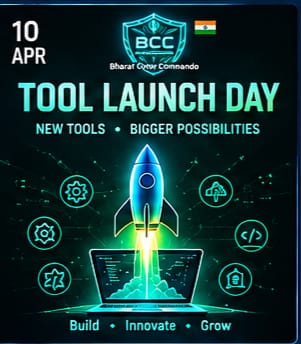 10
APR
BCC
Bharat Cyber Commando
TOOL LAUNCH DAY
NEW TOOLS • BIGGER POSSIBILITIES
</>
Build • Innovate • Grow